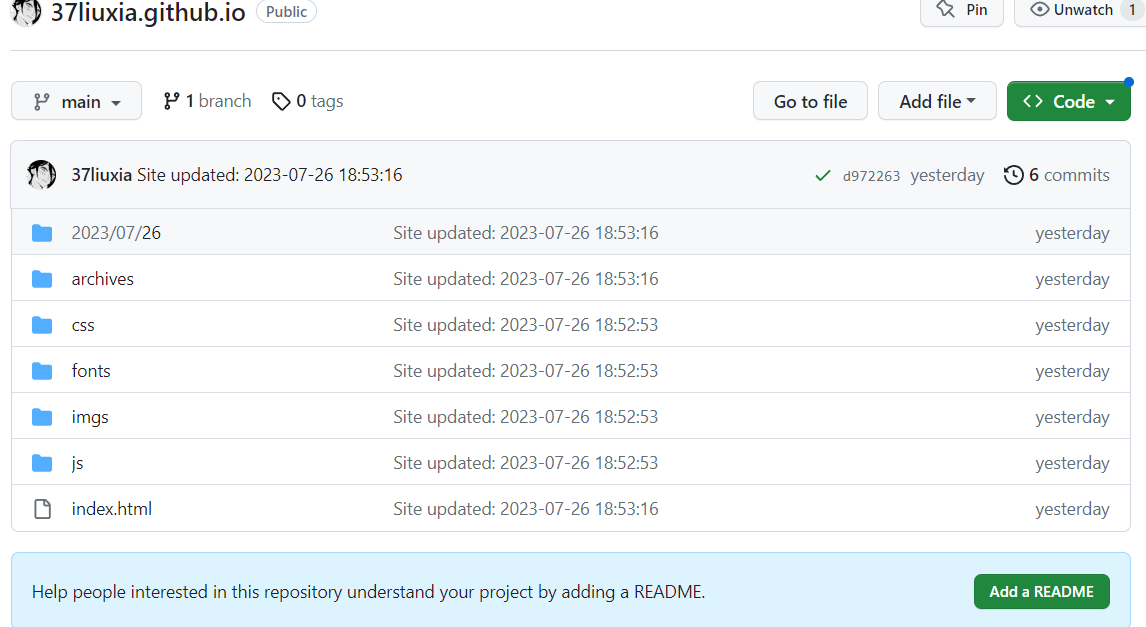 37liuxia.github.io Public Pin Unwatch 1
main 1 branch 0 tags Go to file Add file Code
37liuxia Site updated: 2023-07-26 18:53:16 d972263 yesterday 6 commits
2023/07/26 Site updated: 2023-07-26 18:53:16 yesterday
archives Site updated: 2023-07-26 18:53:16 yesterday
css Site updated: 2023-07-26 18:52:53 yesterday
fonts Site updated: 2023-07-26 18:52:53 yesterday
imgs Site updated: 2023-07-26 18:52:53 yesterday
js Site updated: 2023-07-26 18:52:53 yesterday
index.html Site updated: 2023-07-26 18:53:16 yesterday
Help people interested in this repository understand your project by adding a README. Add a README